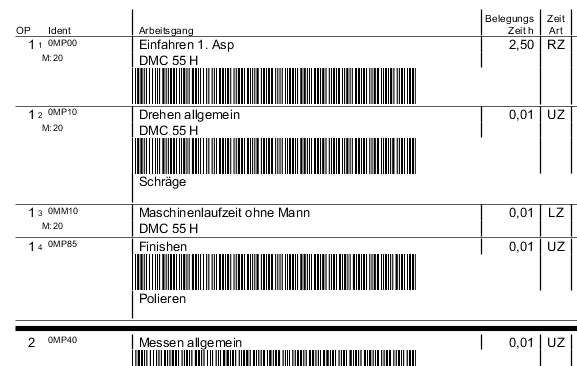 Belegungs Zeit
OP Ident Arbeitsgang Zeit h Art
1 1 0MP00 Einfahren 1. Asp 2,50 RZ
M: 20 DMC 55 H
1 2 0MP10 Drehen allgemein 0,01 UZ
M: 20 DMC 55 H
Schräge
1 3 0MM10 Maschinenlaufzeit ohne Mann 0,01 LZ
M: 20 DMC 55 H
1 4 0MP85 Finishen 0,01 UZ
Polieren
2 0MP40 Messen allgemein 0,01 UZ